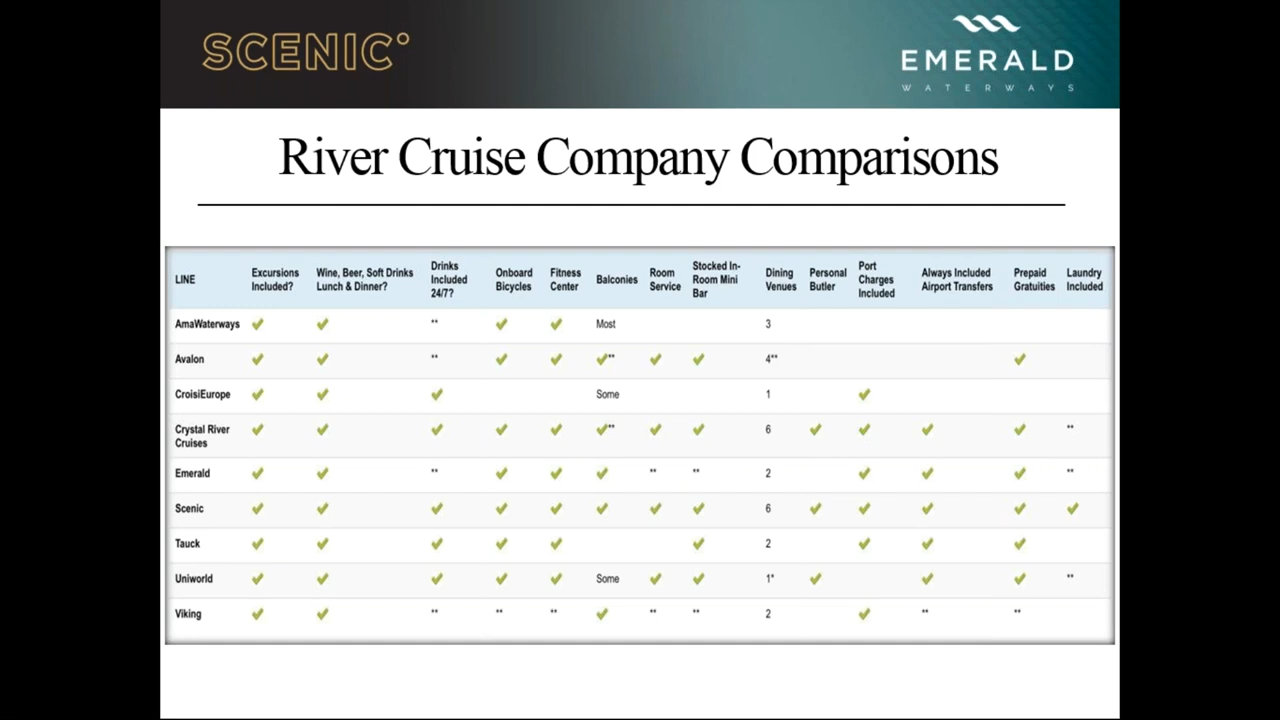 SCENIC°
EMERALD
WATERWAYS
River Cruise Company Comparisons
LINE Excursions Included? Wine, Beer, Soft Drinks Lunch & Dinner? Drinks Included 24/7? Onboard Bicycles Fitness Center Balconies Room Service Stocked In-Room Mini Bar Dining Venues Personal Butler Port Charges Included Always Included Airport Transfers Prepaid Gratuities Laundry Included
AmaWaterways ✓ ✓ ** ✓ ✓ Most 3
Avalon ✓ ✓ ** ✓ ✓ ✓** ✓ ✓ 4** ✓
CroisiEurope ✓ ✓ ✓ Some 1 ✓
Crystal River Cruises ✓ ✓ ✓ ✓ ✓ ✓** ✓ ✓ 6 ✓ ✓ ✓ ✓ **
Emerald ✓ ✓ ** ✓ ✓ ✓ ** ** 2 ✓ ✓ ✓ **
Scenic ✓ ✓ ✓ ✓ ✓ ✓ ✓ ✓ 6 ✓ ✓ ✓ ✓ ✓
Tauck ✓ ✓ ✓ ✓ ✓ ✓ 2 ✓ ✓ ✓
Uniworld ✓ ✓ ✓ ✓ ✓ Some ✓ ✓ 1* ✓ ✓ ✓ **
Viking ✓ ✓ ** ** ** ✓ ** ** 2 ✓ ** **